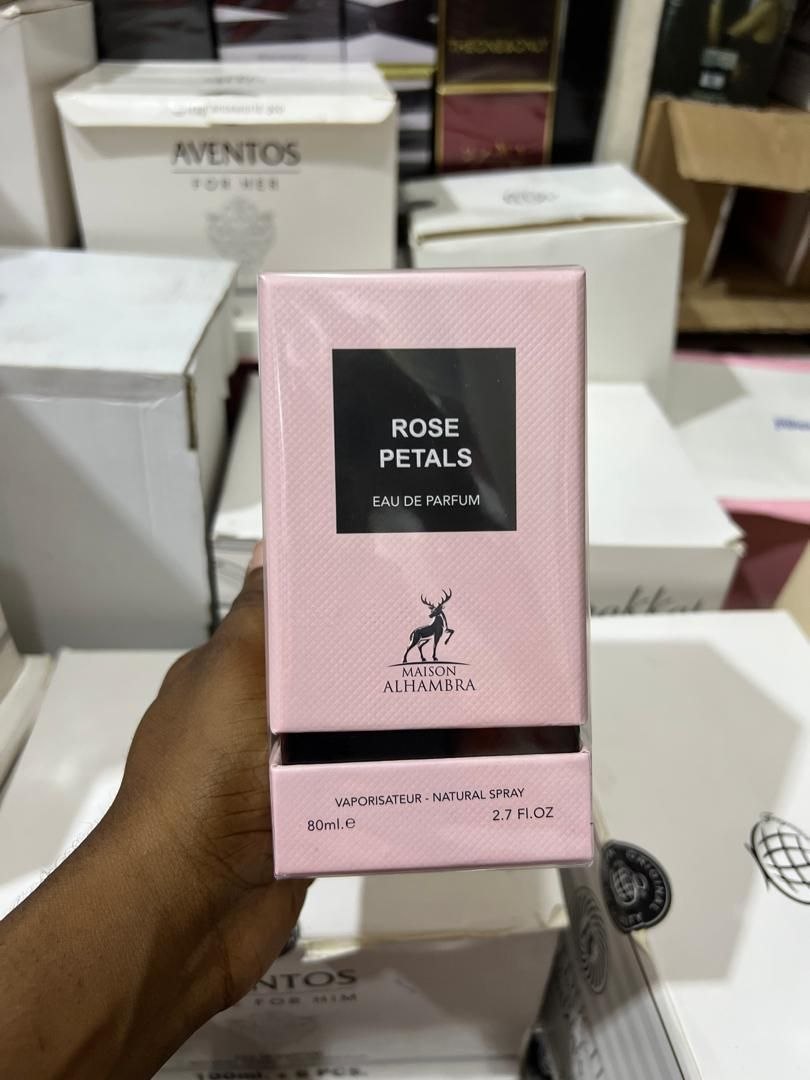 AVENTOS
FOR HER
ROSE
PETALS
EAU DE PARFUM
MAISON
ALHAMBRA
VAPORISATEUR - NATURAL SPRAY
80ml.e
2.7 Fl.OZ
NTOS
FOR HIM